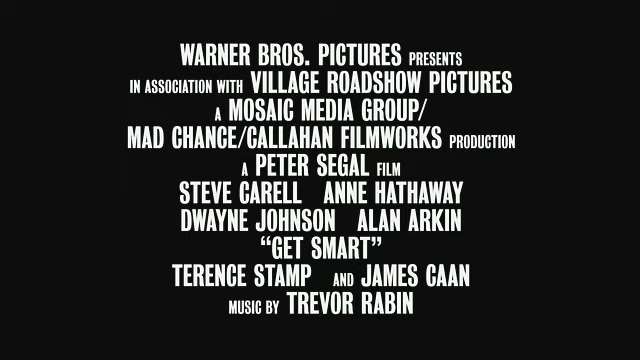 WARNER BROS. PICTURES PRESENTS
IN ASSOCIATION WITH VILLAGE ROADSHOW PICTURES
A MOSAIC MEDIA GROUP/
MAD CHANCE/CALLAHAN FILMWORKS PRODUCTION
A PETER SEGAL FILM
STEVE CARELL ANNE HATHAWAY
DWAYNE JOHNSON ALAN ARKIN
“GET SMART”
TERENCE STAMP AND JAMES CAAN
MUSIC BY TREVOR RABIN